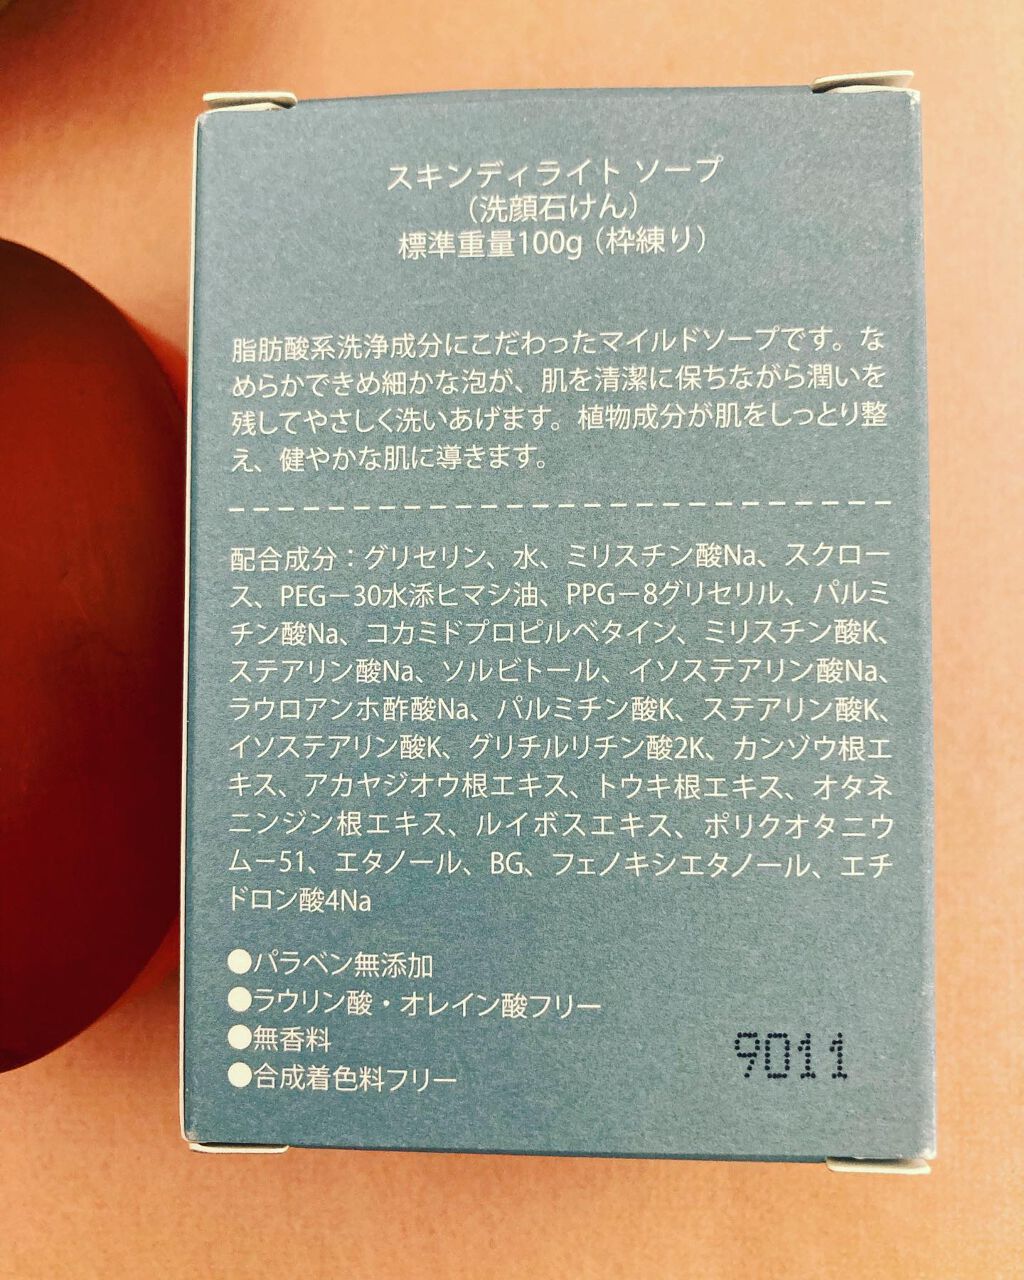 スキンディライト ソープ
（洗顔石けん）
標準重量100g（枠練り）
脂肪酸系洗浄成分にこだわったマイルドソープです。な
めらかできめ細かな泡が、肌を清潔に保ちながら潤いを
残してやさしく洗いあげます。植物成分が肌をしっとり整
え、健やかな肌に導きます。
配合成分：グリセリン、水、ミリスチン酸Na、スクロー
ス、PEG－30水添ヒマシ油、PPG－8グリセリル、パルミ
チン酸Na、コカミドプロピルベタイン、ミリスチン酸K、
ステアリン酸Na、ソルビトール、イソステアリン酸Na、
ラウロアンホ酢酸Na、パルミチン酸K、ステアリン酸K、
イソステアリン酸K、グリチルリチン酸2K、カンゾウ根エ
キス、アカヤジオウ根エキス、トウキ根エキス、オタネ
ニンジン根エキス、ルイボスエキス、ポリクオタニウ
ム－51、エタノール、BG、フェノキシエタノール、エチ
ドロン酸4Na
●パラベン無添加
●ラウリン酸・オレイン酸フリー
●無香料
●合成着色料フリー
9011